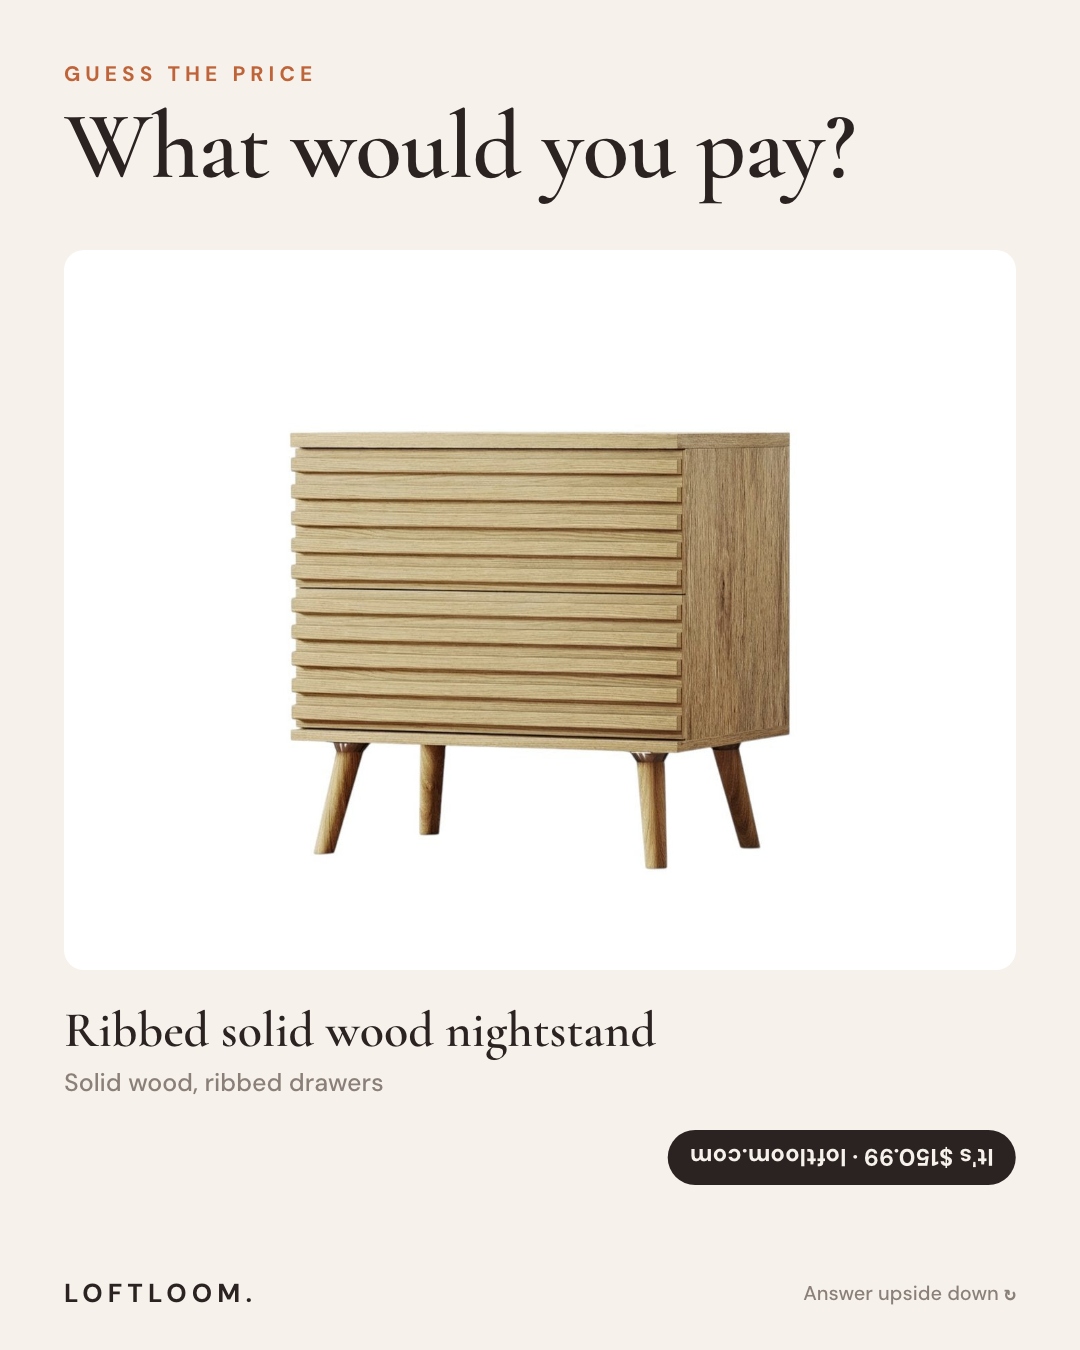 GUESS THE PRICE
What would you pay?
Ribbed solid wood nightstand
Solid wood, ribbed drawers
It's $150.99 · loftloom.com
LOFTLOOM.
Answer upside down ↻